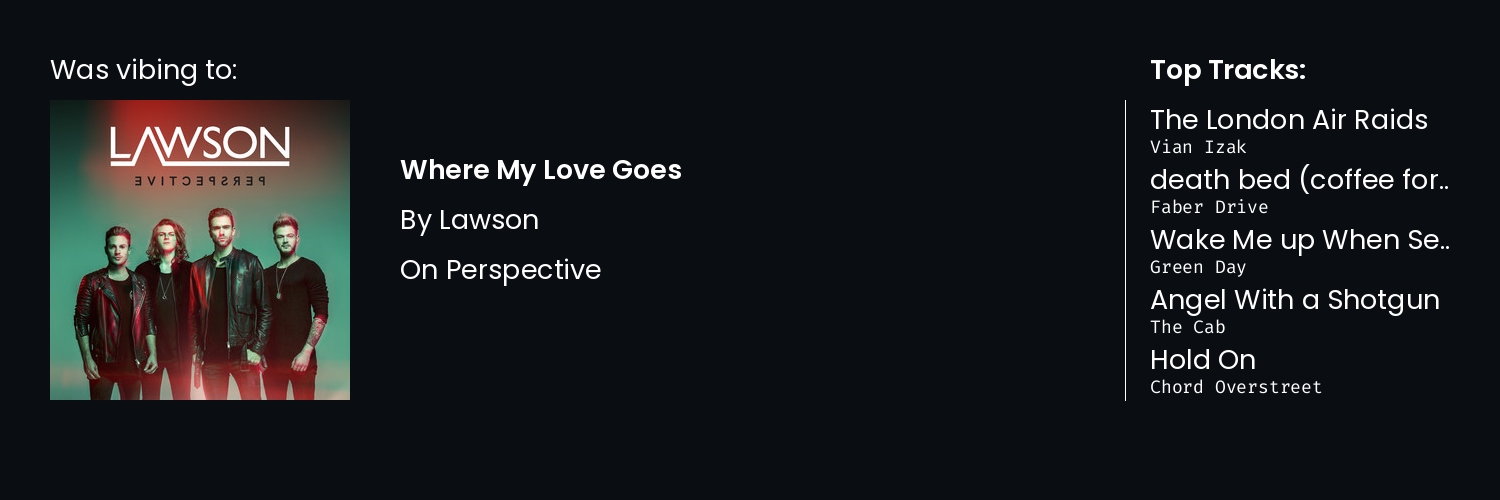 Was vibing to:
LAWSON
PERSPECTIVE
Where My Love Goes
By Lawson
On Perspective
Top Tracks:
The London Air Raids
Vian Izak
death bed (coffee for..
Faber Drive
Wake Me up When Se..
Green Day
Angel With a Shotgun
The Cab
Hold On
Chord Overstreet